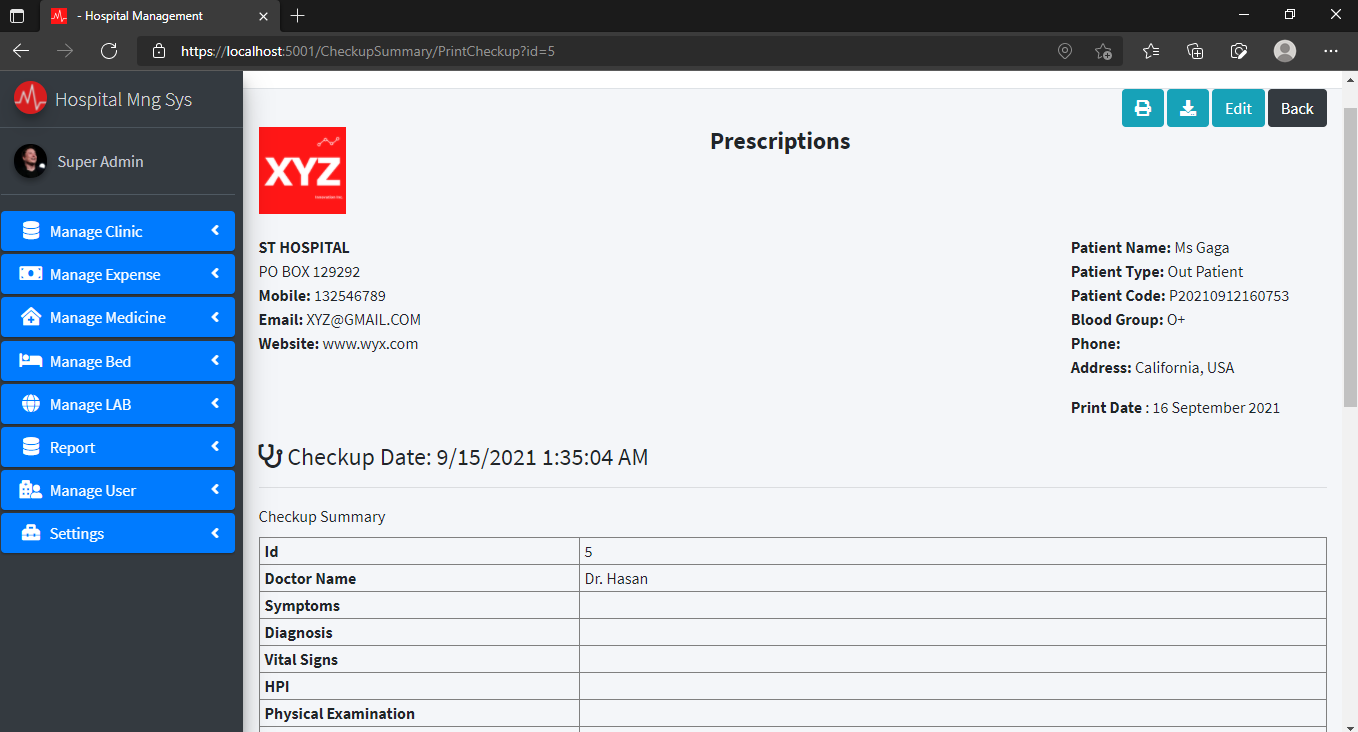 - Hospital Management
https://localhost:5001/CheckupSummary/PrintCheckup?id=5
Hospital Mng Sys
Super Admin
Manage Clinic
Manage Expense
Manage Medicine
Manage Bed
Manage LAB
Report
Manage User
Settings
Edit
Back
XYZ
Prescriptions
ST HOSPITAL
PO BOX 129292
Mobile: 132546789
Email: XYZ@GMAIL.COM
Website: www.wyx.com
Patient Name: Ms Gaga
Patient Type: Out Patient
Patient Code: P20210912160753
Blood Group: O+
Phone:
Address: California, USA
Print Date : 16 September 2021
Checkup Date: 9/15/2021 1:35:04 AM
Checkup Summary
Id 5
Doctor Name Dr. Hasan
Symptoms
Diagnosis
Vital Signs
HPI
Physical Examination